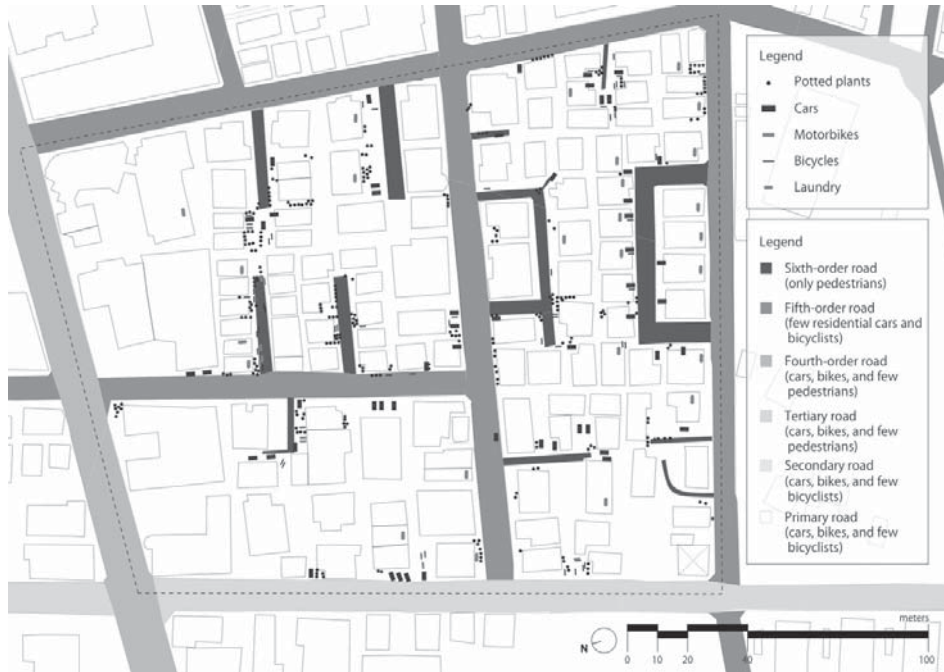 Legend
Potted plants
Cars
Motorbikes
Bicycles
Laundry
Legend
Sixth-order road
(only pedestrians)
Fifth-order road
(few residential cars and
bicyclists)
Fourth-order road
(cars, bikes, and few
pedestrians)
Tertiary road
(cars, bikes, and few
pedestrians)
Secondary road
(cars, bikes, and few
bicyclists)
Primary road
(cars, bikes, and few
bicyclists)
meters
N
0 10 20 40 100